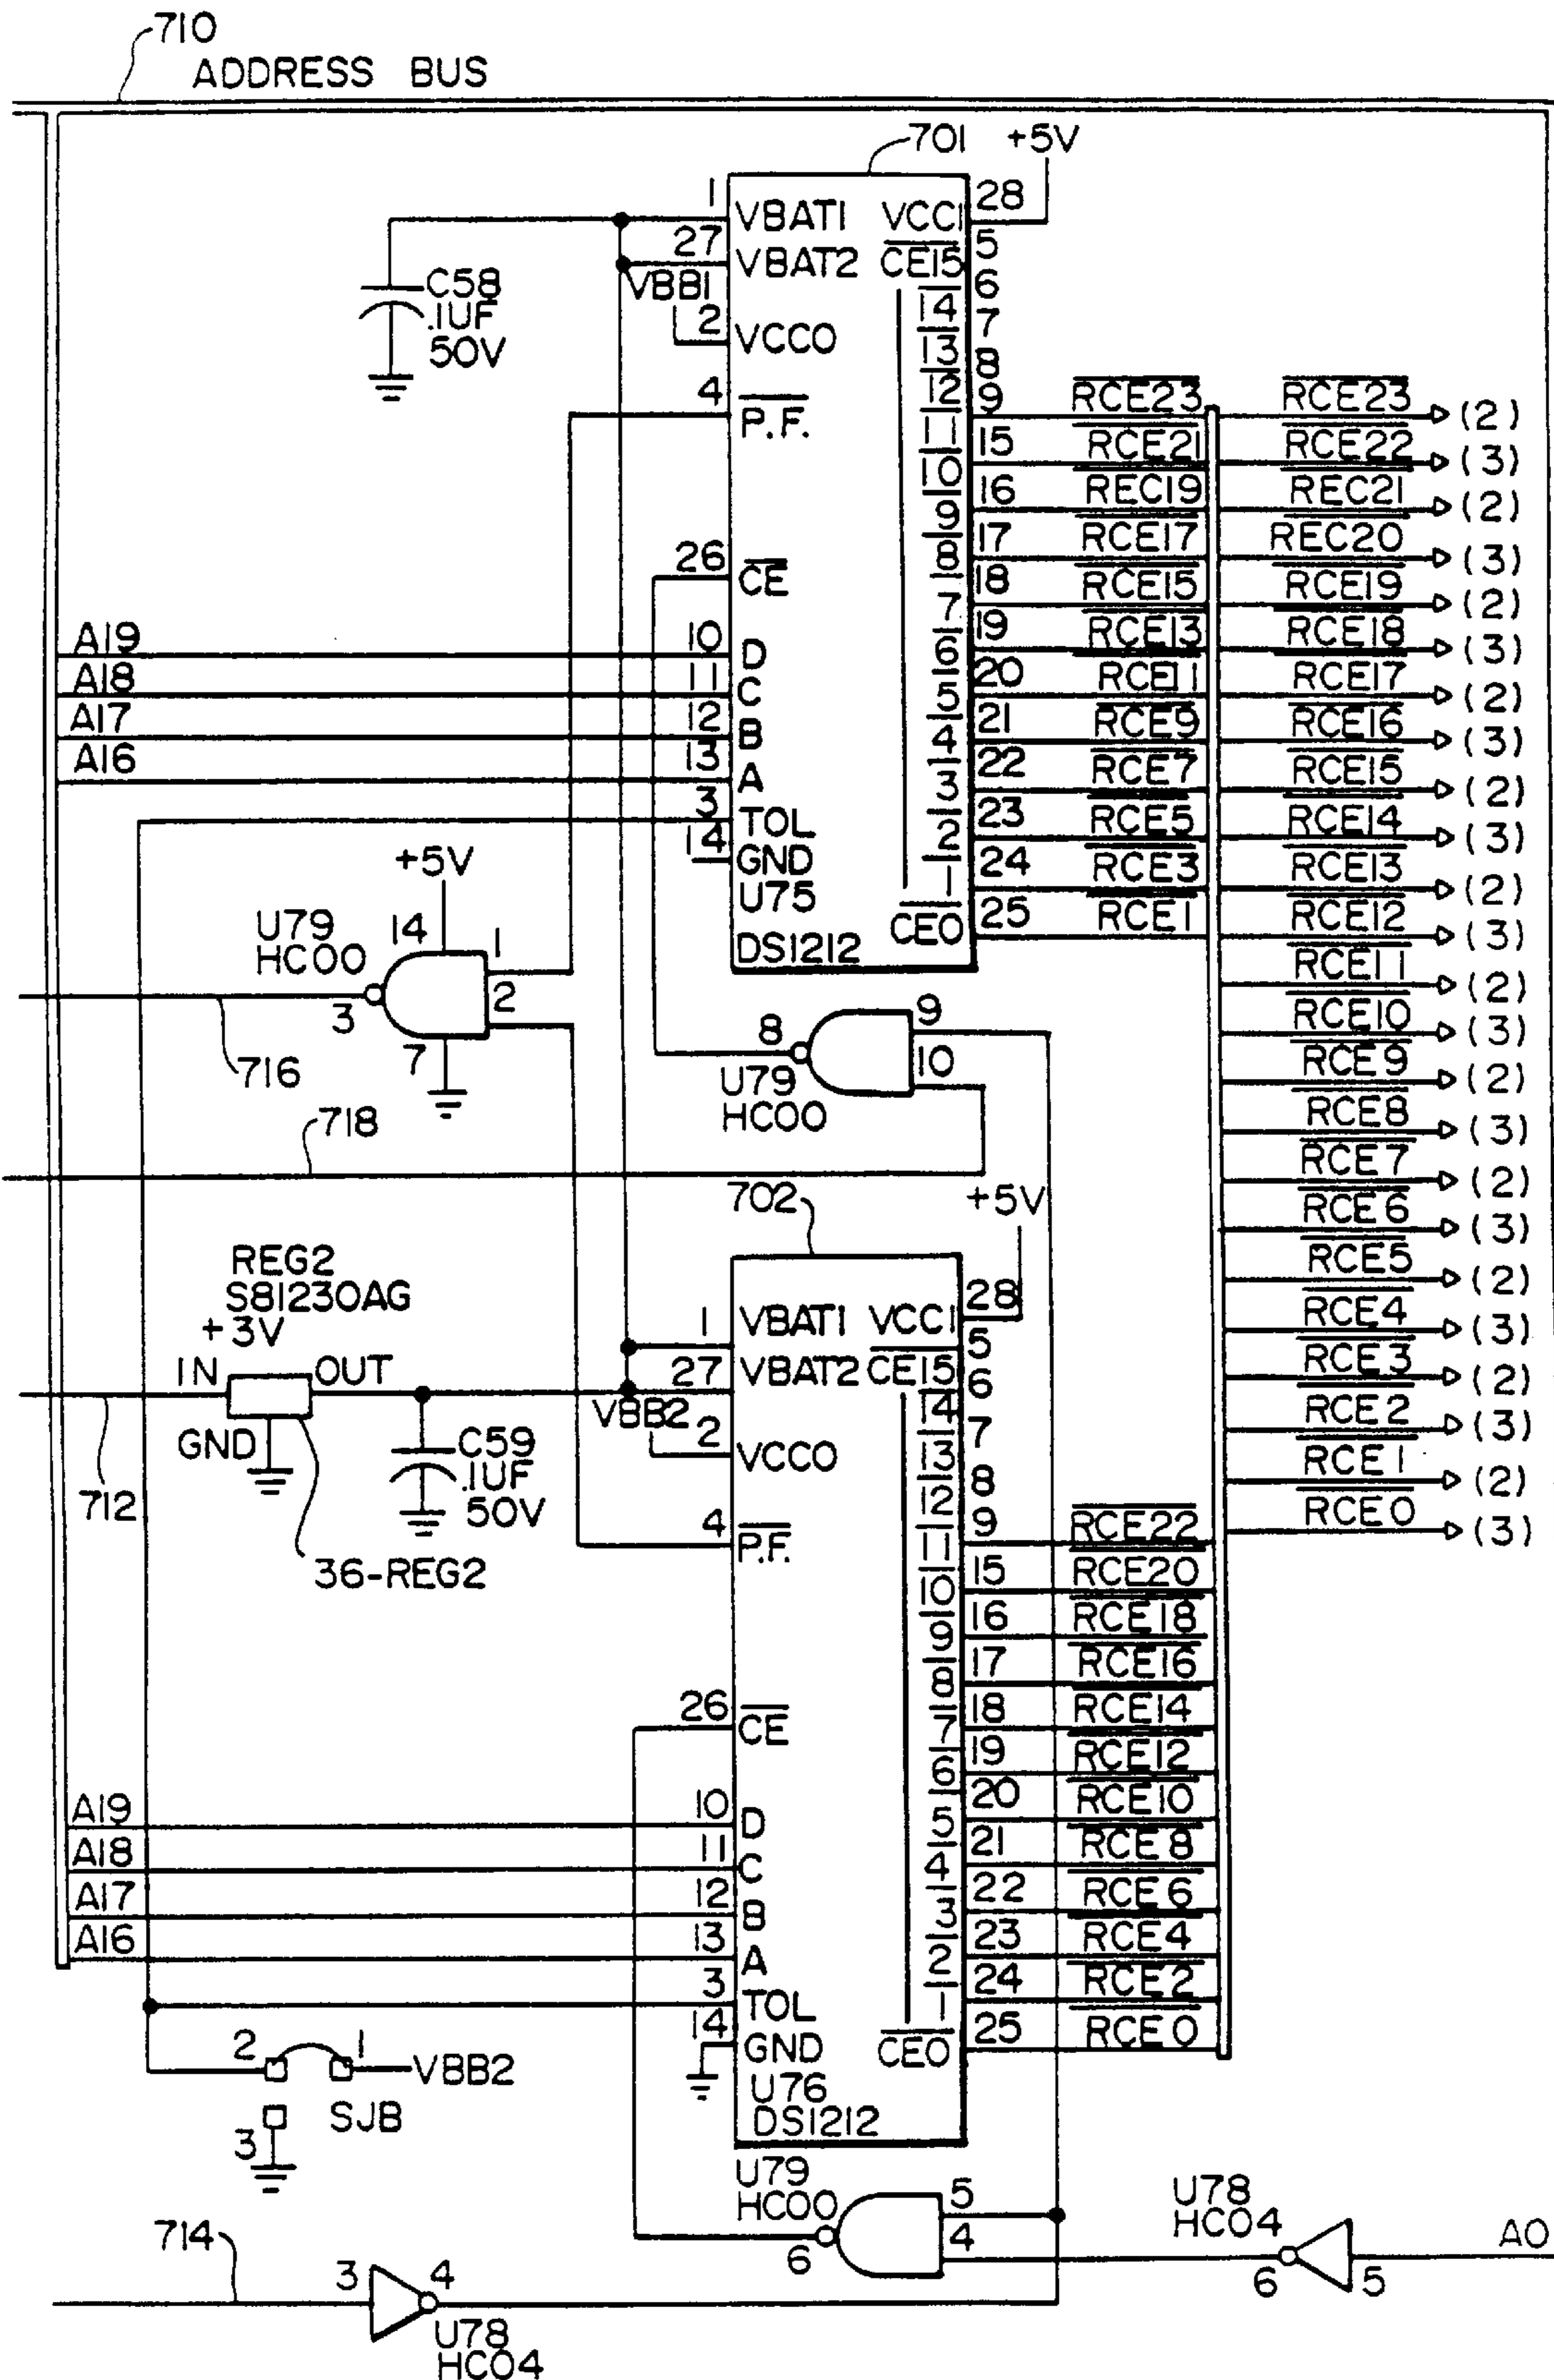 710
ADDRESS BUS
701
+5V
1
VBAT1
VCC1
28
27
VBAT2
CE15
5
VBB1
C58
.1UF
50V
2
VCCO
14
6
13
7
12
8
4
P.F.
11
9
RCE23
RCE23
(2)
10
15
RCE21
RCE22
(3)
9
16
REC19
REC21
(2)
8
17
RCE17
REC20
(3)
26
CE
7
18
RCE15
RCE19
(2)
A19
10
D
6
19
RCE13
RCE18
(3)
A18
11
C
5
20
RCE11
RCE17
(2)
A17
12
B
4
21
RCE9
RCE16
(3)
A16
13
A
3
22
RCE7
RCE15
(2)
3
TOL
2
23
RCE5
RCE14
(3)
14
GND
1
24
RCE3
RCE13
(2)
U75
CEO
25
RCE1
RCE12
(3)
DS1212
+5V
U79
HC00
14
1
2
3
7
716
RCE11
(2)
RCE10
(3)
8
9
10
U79
HC00
RCE9
(2)
718
RCE8
(3)
RCE7
(2)
702
+5V
RCE6
(3)
REG2
S81230AG
+3V
RCE5
(2)
1
VBAT1
VCC1
28
RCE4
(3)
IN
OUT
27
VBAT2
CE15
5
RCE3
(2)
GND
VBB2
14
6
RCE2
(3)
712
C59
.1UF
50V
2
VCCO
13
7
RCE1
(2)
12
8
RCE0
(3)
36-REG2
4
P.F.
11
9
RCE22
10
15
RCE20
9
16
RCE18
8
17
RCE16
26
CE
7
18
RCE14
6
19
RCE12
A19
10
D
5
20
RCE10
A18
11
C
4
21
RCE8
A17
12
B
3
22
RCE6
A16
13
A
2
23
RCE4
3
TOL
1
24
RCE2
14
GND
CEO
25
RCE0
2
1
VBB2
U76
DS1212
3
SJB
U79
HC00
5
4
6
U78
HC04
A0
6
5
714
3
4
U78
HC04